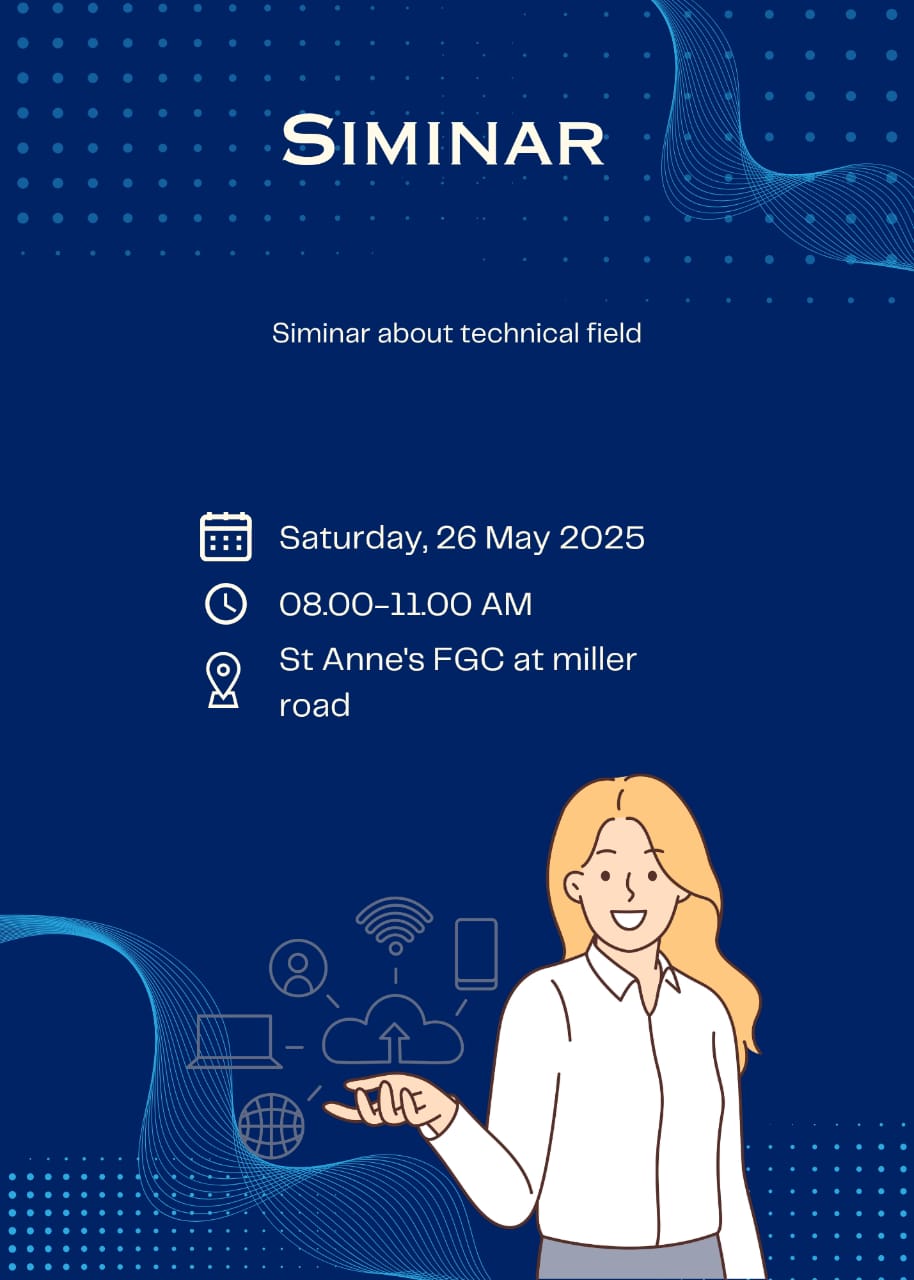 SIMINAR
Siminar about technical field
Saturday, 26 May 2025
08.00-11.00 AM
St Anne's FGC at miller
road